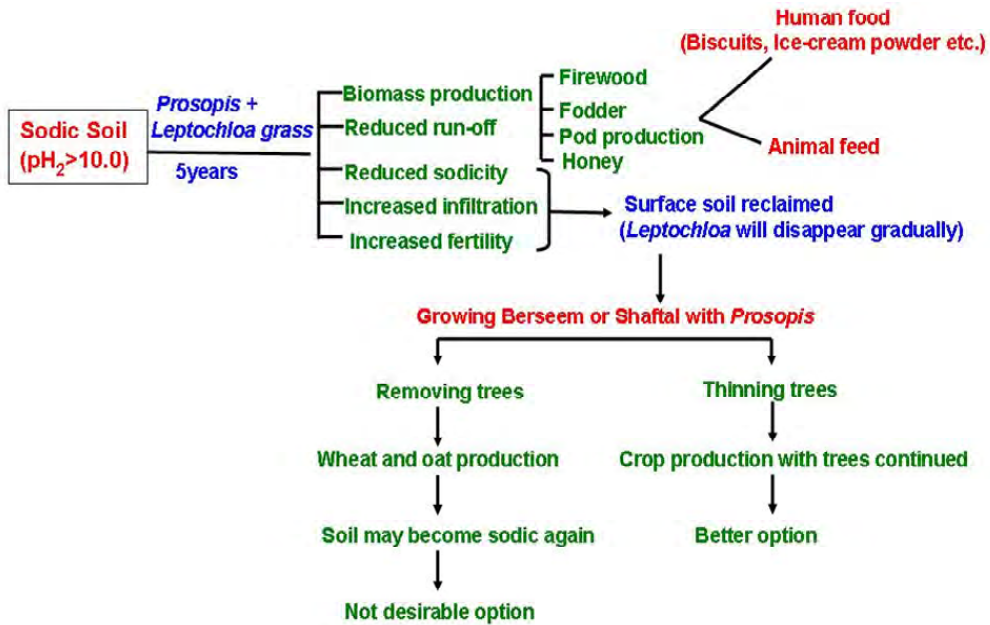 Human food
(Biscuits, Ice-cream powder etc.)
Sodic Soil
(pH2>10.0)
Prosopis +
Leptochloa grass
5years
Biomass production
Reduced run-off
Reduced sodicity
Increased infiltration
Increased fertility
Firewood
Fodder
Pod production
Honey
Animal feed
Surface soil reclaimed
(Leptochloa will disappear gradually)
Growing Berseem or Shaftal with Prosopis
Removing trees
Wheat and oat production
Soil may become sodic again
Not desirable option
Thinning trees
Crop production with trees continued
Better option